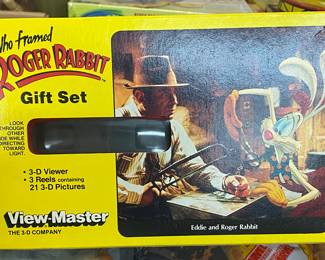 Who framed
ROGER RABBIT™
Gift Set
LOOK
THROUGH
OTHER
SIDE WHILE
DIRECTING
TOWARD
LIGHT.
• 3-D Viewer
• 3 Reels containing
21 3-D Pictures
View-Master
THE 3-D COMPANY
Eddie and Roger Rabbit